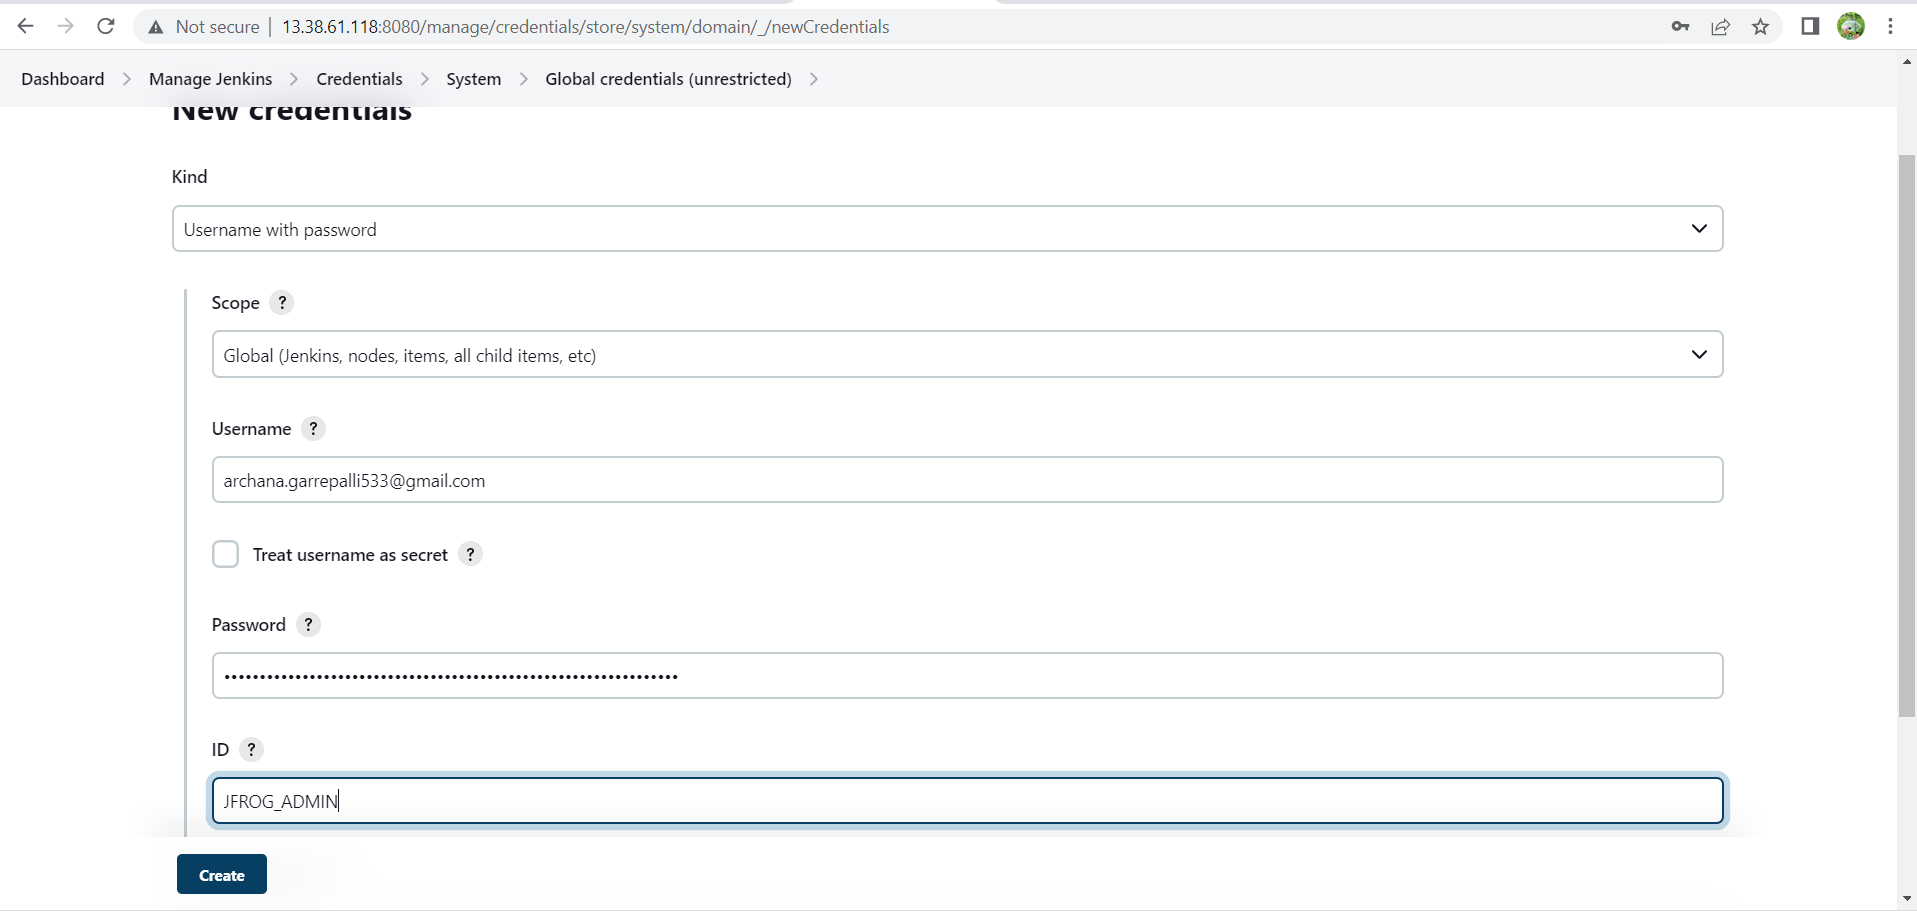 Not secure | 13.38.61.118:8080/manage/credentials/store/system/domain/_/newCredentials
Dashboard > Manage Jenkins > Credentials > System > Global credentials (unrestricted) >
New credentials
Kind
Username with password
Scope ?
Global (Jenkins, nodes, items, all child items, etc)
Username ?
archana.garrepalli533@gmail.com
Treat username as secret ?
Password ?
ID ?
JFROG_ADMIN
Create